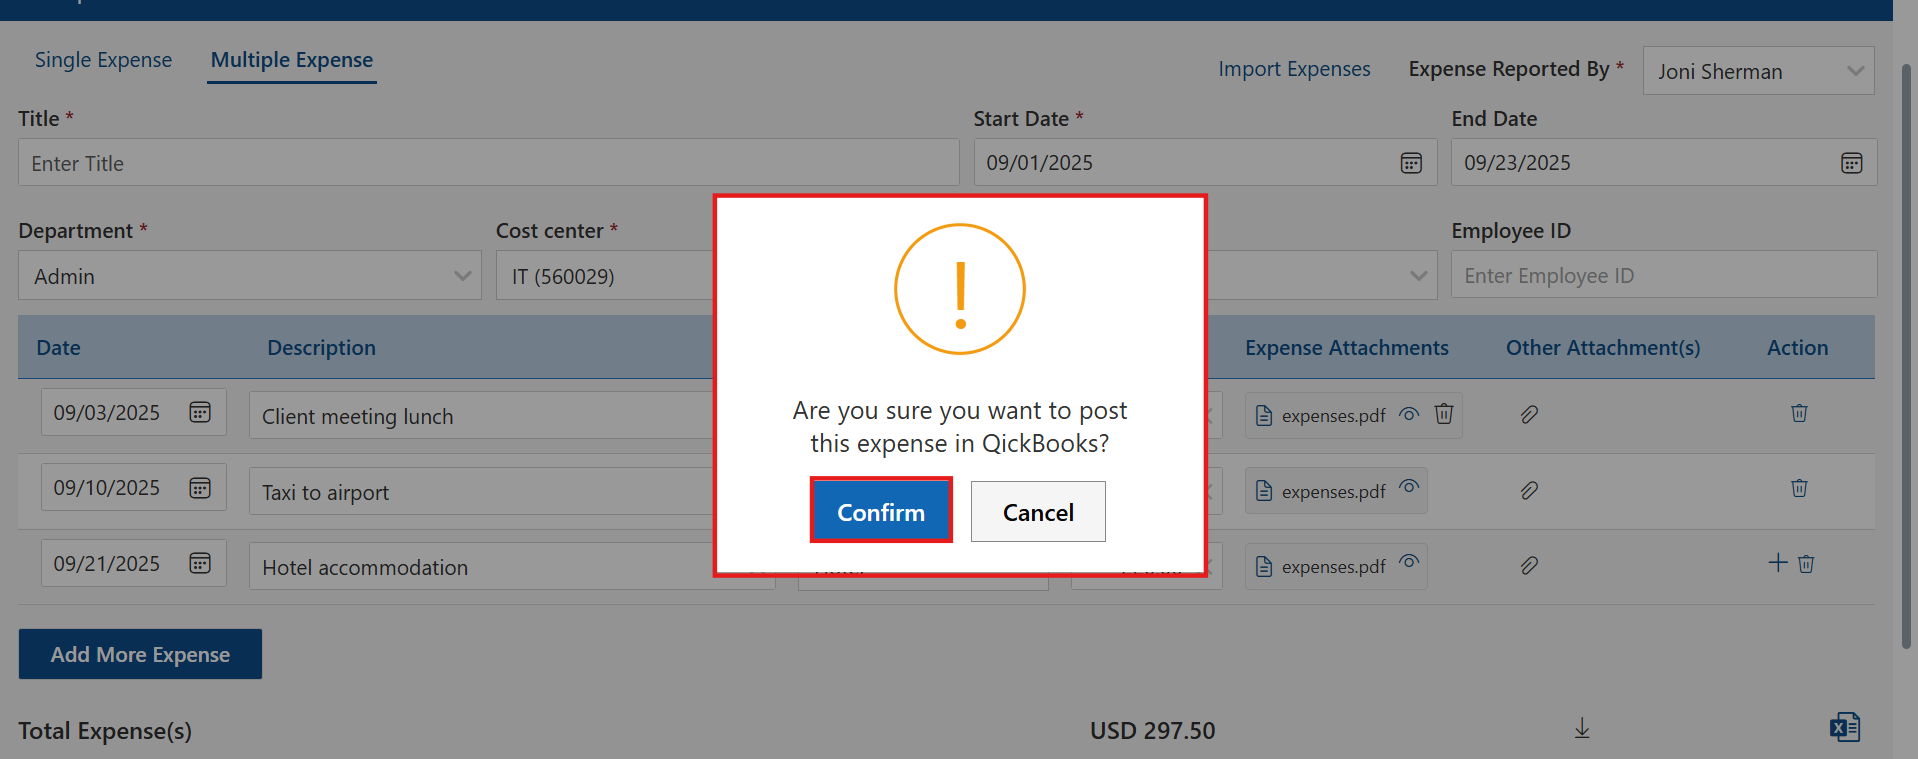 Single Expense
Multiple Expense
Import Expenses
Expense Reported By *
Joni Sherman
Title *
Start Date *
End Date
Enter Title
09/01/2025
09/23/2025
Department *
Cost center *
Employee ID
Admin
IT (560029)
Enter Employee ID
Date
Description
Expense Attachments
Other Attachment(s)
Action
09/03/2025
Client meeting lunch
expenses.pdf
09/10/2025
Taxi to airport
expenses.pdf
09/21/2025
Hotel accommodation
expenses.pdf
Are you sure you want to post
this expense in QickBooks?
Confirm
Cancel
Add More Expense
Total Expense(s)
USD 297.50